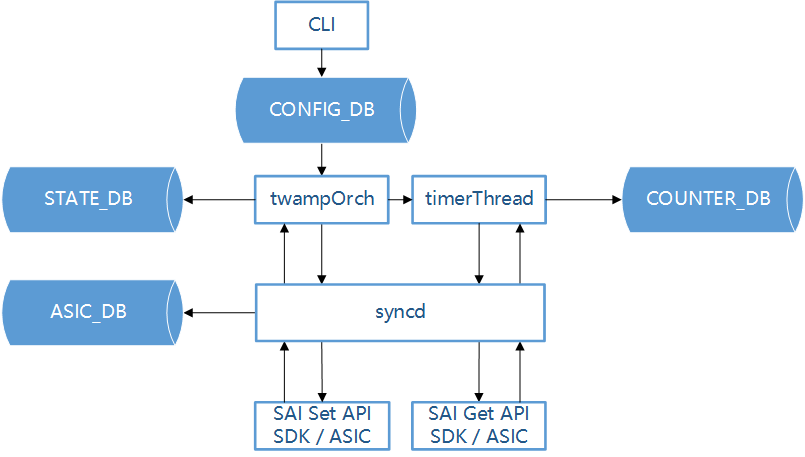 CLI
CONFIG_DB
STATE_DB
twampOrch
timerThread
COUNTER_DB
ASIC_DB
syncd
SAI Set API
SDK / ASIC
SAI Get API
SDK / ASIC